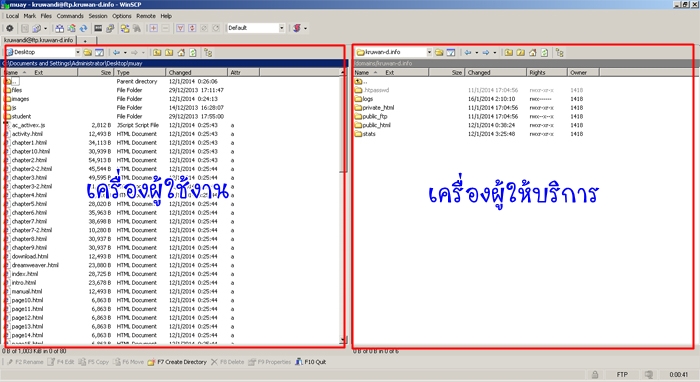 muay - kruwandi@ftp.kruwan-d.info - WinSCP
Local Mark Files Commands Session Options Remote Help
Default
kruwandi@ftp.kruwan-d.info
Desktop
kruwan-d.info
C:\Documents and Settings\Administrator\Desktop\muay
/domains/kruwan-d.info
Name Ext Size Type Changed Attr
Name Ext Size Changed Rights Owner
.. Parent directory 12/1/2014 0:26:06
files File Folder 29/12/2013 17:11:47
images File Folder 12/1/2014 0:24:13
js File Folder 14/12/2013 16:28:07
student File Folder 29/12/2013 17:55:00
ac_activex.js 2,812 B JScript Script File 12/1/2014 0:25:44 a
activity.html 12,493 B HTML Document 12/1/2014 0:25:44 a
chapter1.html 34,113 B HTML Document 12/1/2014 0:25:44 a
chapter10.html 30,939 B HTML Document 12/1/2014 0:25:44 a
chapter2.html 54,913 B HTML Document 12/1/2014 0:25:44 a
chapter2-2.html 45,544 B HTML Document 12/1/2014 0:25:44 a
chapter3.html 49,595 B HTML Document 12/1/2014 0:25:44 a
chapter3-2.html
chapter4.html
chapter5.html 28,020 B HTML Document 12/1/2014 0:25:44 a
chapter6.html 35,963 B HTML Document 12/1/2014 0:25:44 a
chapter7.html 38,698 B HTML Document 12/1/2014 0:25:44 a
chapter7-2.html 10,280 B HTML Document 12/1/2014 0:25:44 a
chapter8.html 30,937 B HTML Document 12/1/2014 0:25:44 a
chapter9.html 30,937 B HTML Document 12/1/2014 0:25:44 a
download.html 12,493 B HTML Document 12/1/2014 0:25:44 a
dreamweaver.html 23,880 B HTML Document 12/1/2014 0:25:44 a
index.html 28,725 B HTML Document 12/1/2014 0:25:43 a
intro.html 23,678 B HTML Document 12/1/2014 0:25:44 a
manual.html 12,493 B HTML Document 12/1/2014 0:25:44 a
page10.html 6,863 B HTML Document 12/1/2014 0:25:44 a
page11.html 6,863 B HTML Document 12/1/2014 0:25:44 a
page12.html 6,863 B HTML Document 12/1/2014 0:25:44 a
page14.html 6,863 B HTML Document 12/1/2014 0:25:44 a
เครื่องผู้ใช้งาน
..
.htpasswd 11/1/2014 17:04:56 rwxr-xr-x 1418
logs 16/1/2014 2:10:10 rwx------ 1418
private_html 11/1/2014 17:04:56 rwxr-xr-x 1418
public_ftp 11/1/2014 17:04:56 rwx--x--x 1418
public_html 12/1/2014 0:38:24 rwxr-xr-x 1418
stats 12/1/2014 3:25:48 rwxr-xr-x 1418
เครื่องผู้ให้บริการ
0 B of 1,003 KiB in 0 of 80
0 B of 0 B in 0 of 6
F2 Rename F4 Edit F5 Copy F6 Move F7 Create Directory F8 Delete F9 Properties F10 Quit
FTP 0:00:41